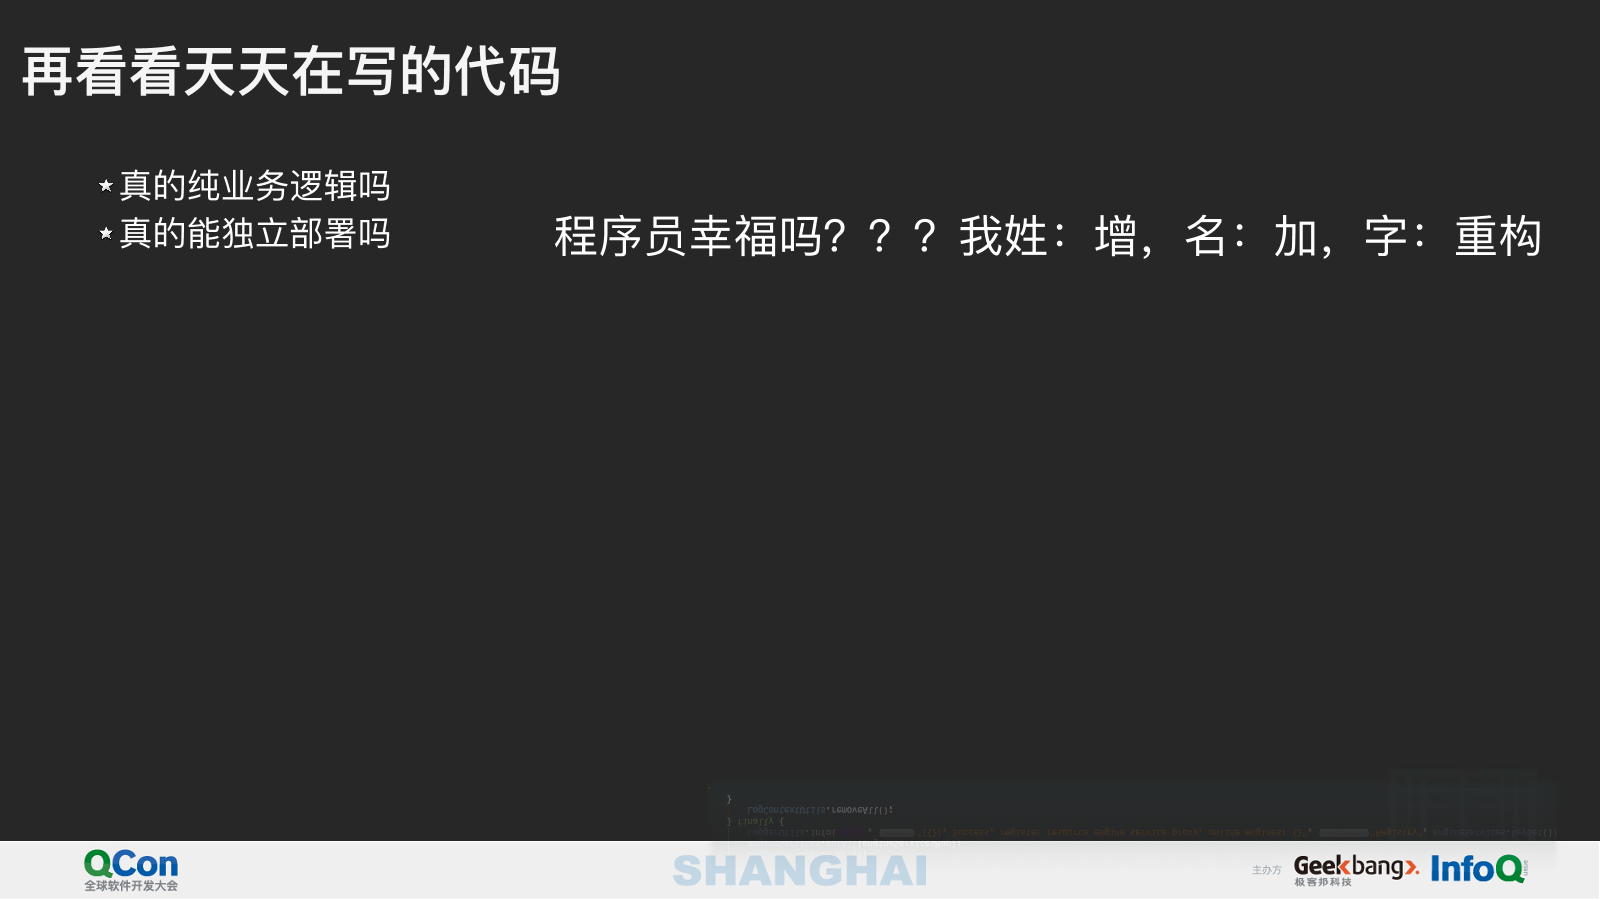 再看看天天在写的代码
真的纯业务逻辑吗
真的能独立部署吗
程序员幸福吗？？？我姓：增，名：加，字：重构
}
LogContextUtils.removeAll();
} finally {
QCon
全球软件开发大会
SHANGHAI
主办方
Geekbang>.
极客邦科技
InfoQ